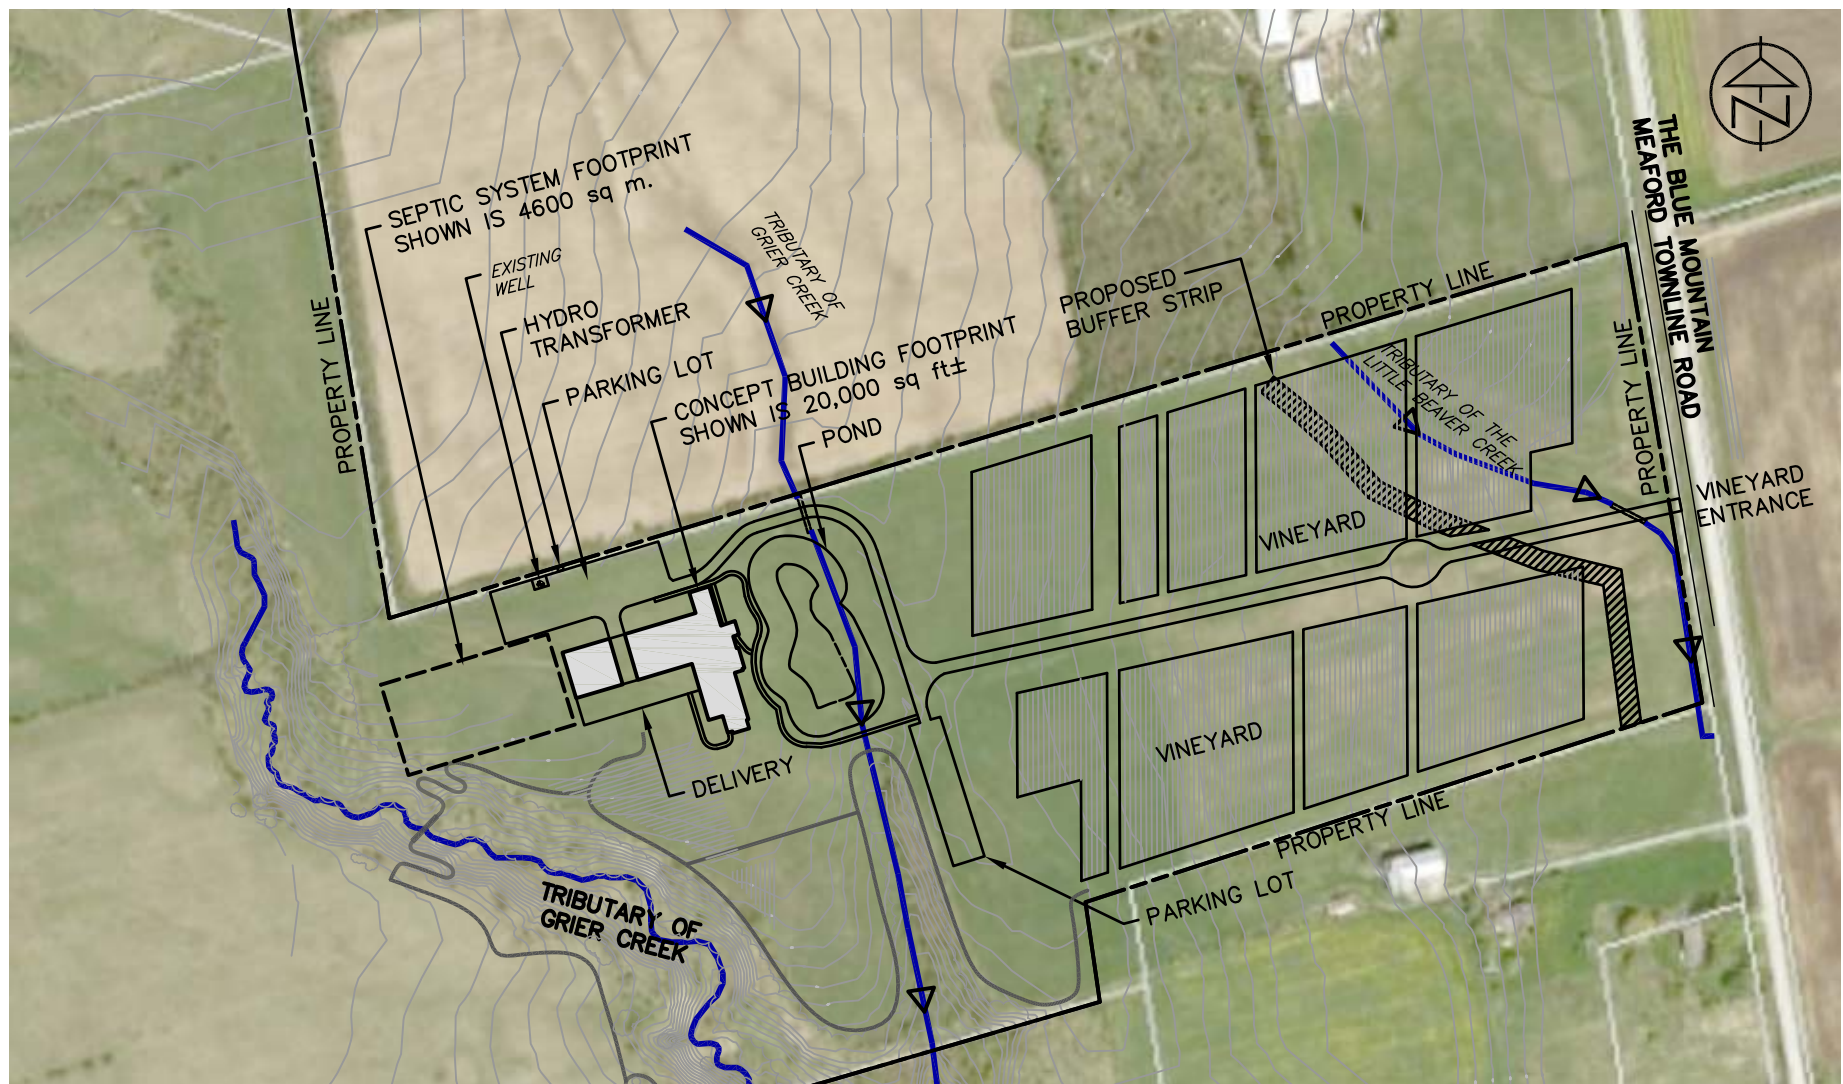 THE BLUE MOUNTAIN
MEAFORD TOWNLINE ROAD
N
SEPTIC SYSTEM FOOTPRINT
SHOWN IS 4600 sq m.
EXISTING
WELL
HYDRO
TRANSFORMER
PARKING LOT
CONCEPT BUILDING FOOTPRINT
SHOWN IS 20,000 sq ft±
POND
TRIBUTARY OF
GRIER CREEK
PROPOSED
BUFFER STRIP
PROPERTY LINE
PROPERTY LINE
PROPERTY LINE
TRIBUTARY OF THE
LITTLE BEAVER CREEK
VINEYARD
ENTRANCE
VINEYARD
VINEYARD
DELIVERY
PROPERTY LINE
PARKING LOT
TRIBUTARY OF
GRIER CREEK